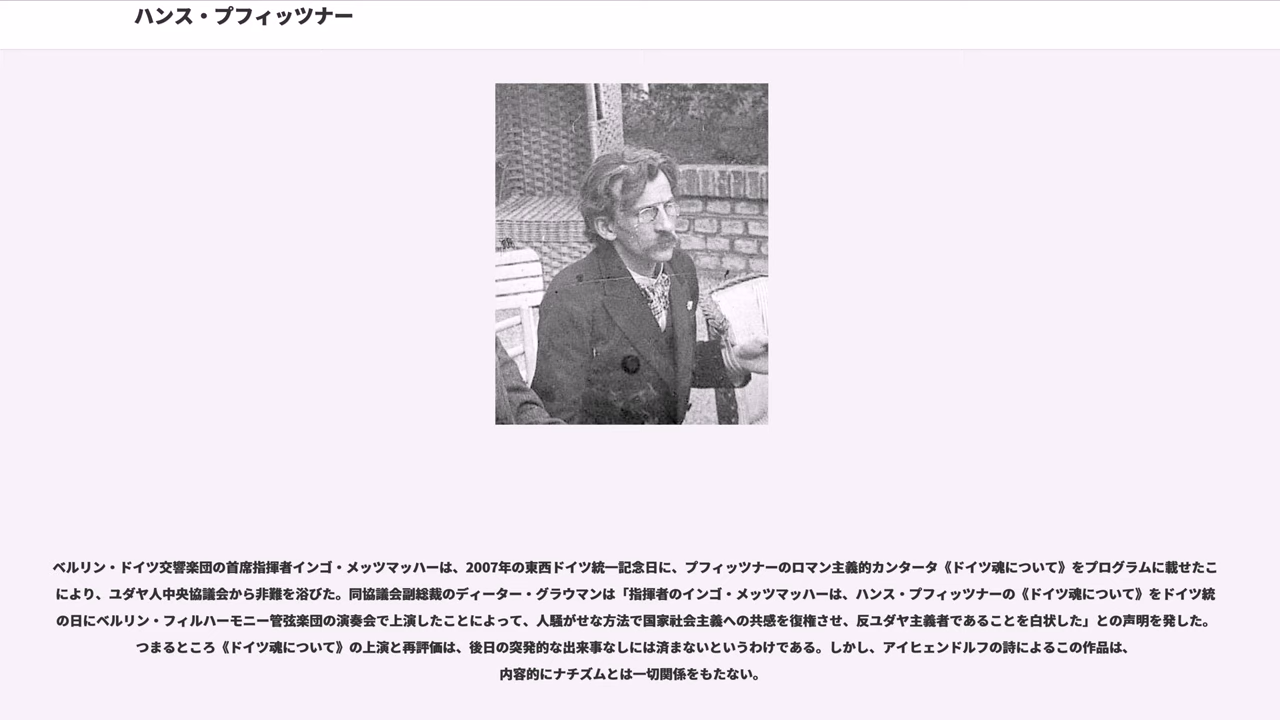 ハンス・プフィッツナー
ベルリン・ドイツ交響楽団の首席指揮者インゴ・メッツマッハーは、2007年の東西ドイツ統一記念日に、プフィッツナーのロマン主義的カンタータ《ドイツ魂について》をプログラムに載せたこ
により、ユダヤ人中央協議会から非難を浴びた。同協議会副総裁のディーター・グラウマンは「指揮者のインゴ・メッツマッハーは、ハンス・プフィッツナーの《ドイツ魂について》をドイツ統
の日にベルリン・フィルハーモニー管弦楽団の演奏会で上演したことによって、人騒がせな方法で国家社会主義への共感を復権させ、反ユダヤ主義者であることを白状した」との声明を発した。
つまるところ《ドイツ魂について》の上演と再評価は、後日の突発的な出来事なしには済まないというわけである。しかし、アイヒェンドルフの詩によるこの作品は、
内容的にナチズムとは一切関係をもたない。